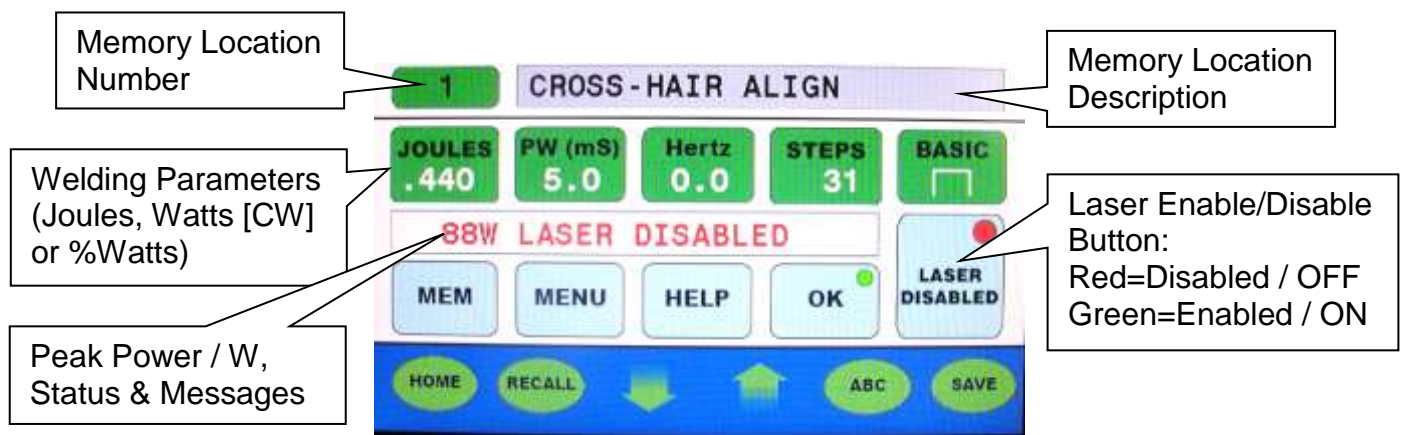 Memory Location
Number
Memory Location
Description
1
CROSS-HAIR ALIGN
JOULES
.440
PW (mS)
5.0
Hertz
0.0
STEPS
31
BASIC
Welding Parameters
(Joules, Watts [CW]
or %Watts)
88W LASER DISABLED
LASER
DISABLED
Laser Enable/Disable
Button:
Red=Disabled / OFF
Green=Enabled / ON
MEM
MENU
HELP
OK
Peak Power / W,
Status & Messages
HOME
RECALL
ABC
SAVE